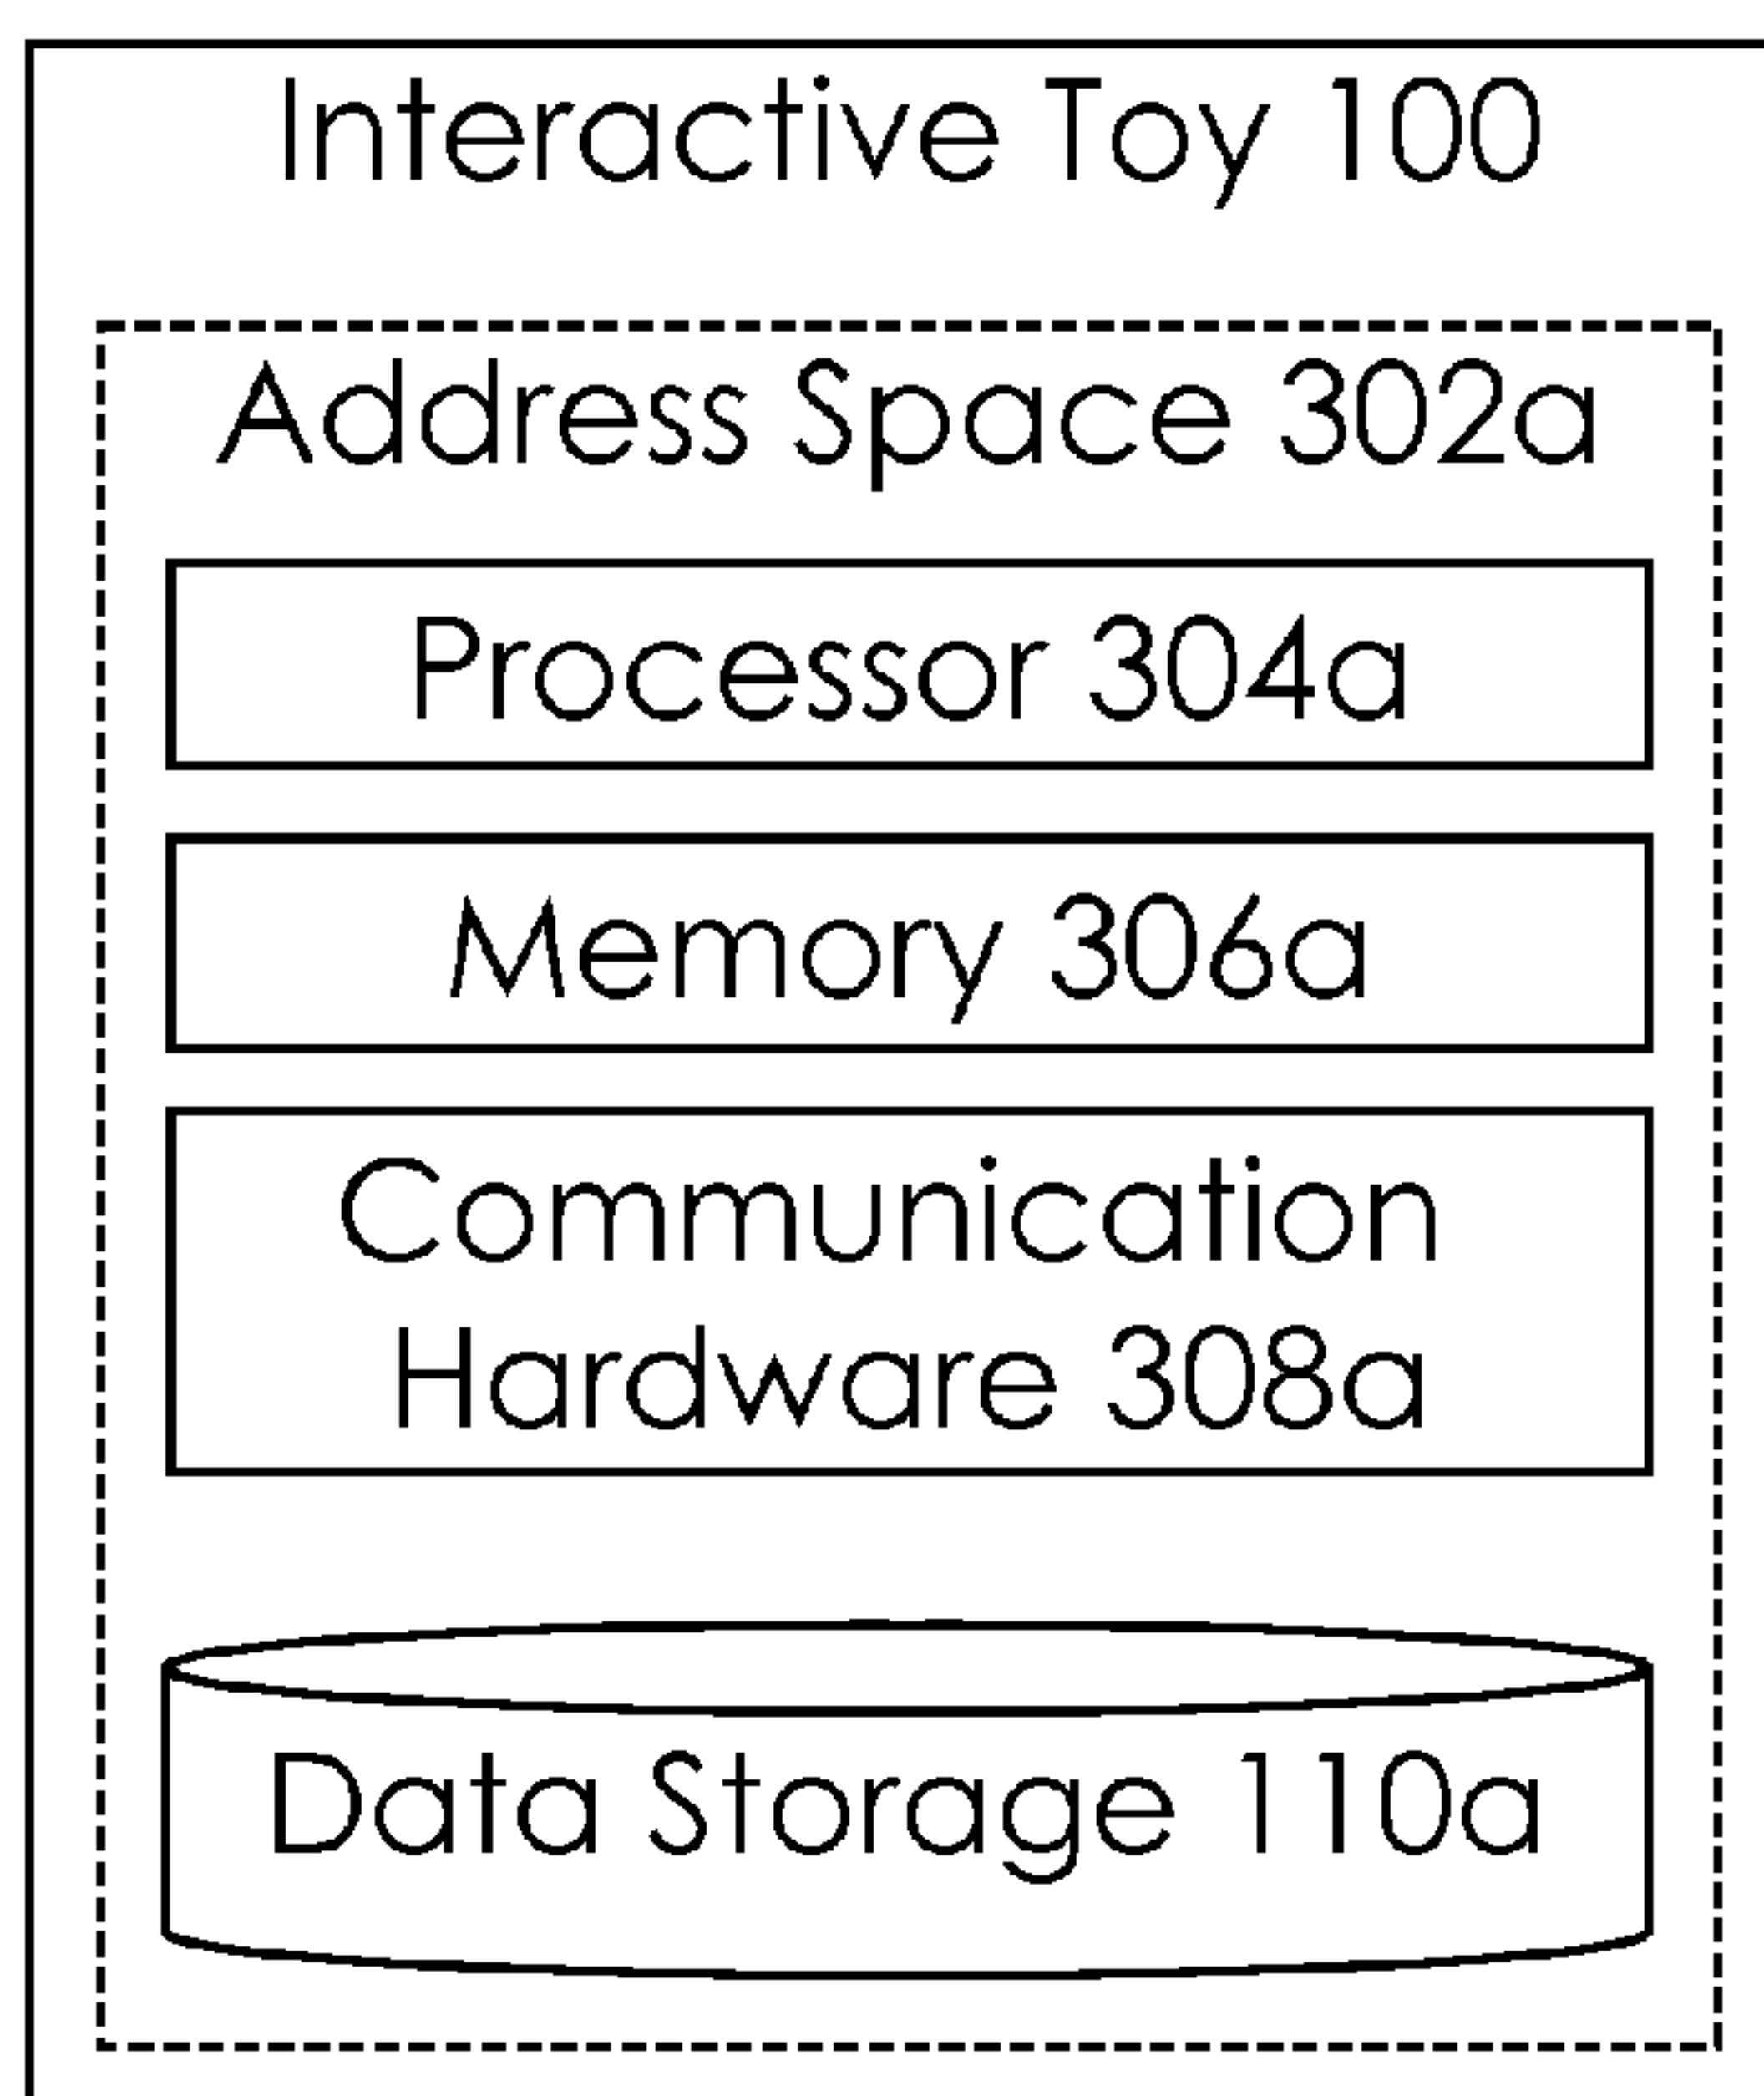 Interactive Toy 100
Address Space 302a
Processor 304a
Memory 306a
Communication
Hardware 308a
Data Storage 110a